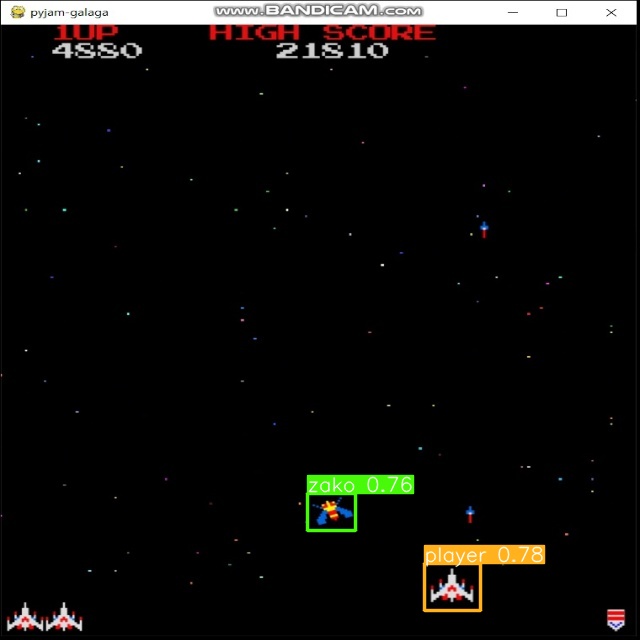 pyjam-galaga
www.BANDICAM.com
1UP HIGH SCORE
4880 21810
zako 0.76
player 0.78